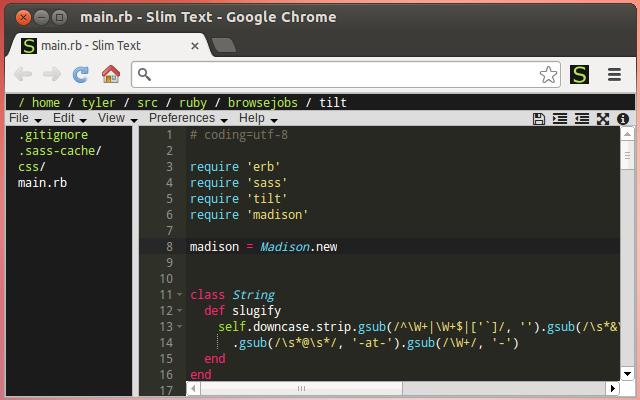 main.rb - Slim Text - Google Chrome
S main.rb - Slim Text
S
/ home / tyler / src / ruby / browsejobs / tilt
File Edit View Preferences Help
.gitignore
.sass-cache/
css/
main.rb
1 # coding=utf-8
2
3 require 'erb'
4 require 'sass'
5 require 'tilt'
6 require 'madison'
7
8 madison = Madison.new
9
10
11 class String
12 def slugify
13 self.downcase.strip.gsub(/^\W+|\W+$|['`]/, '').gsub(/\s*&\
14 .gsub(/\s*@\s*/, '-at-').gsub(/\W+/, '-')
15 end
16 end
17